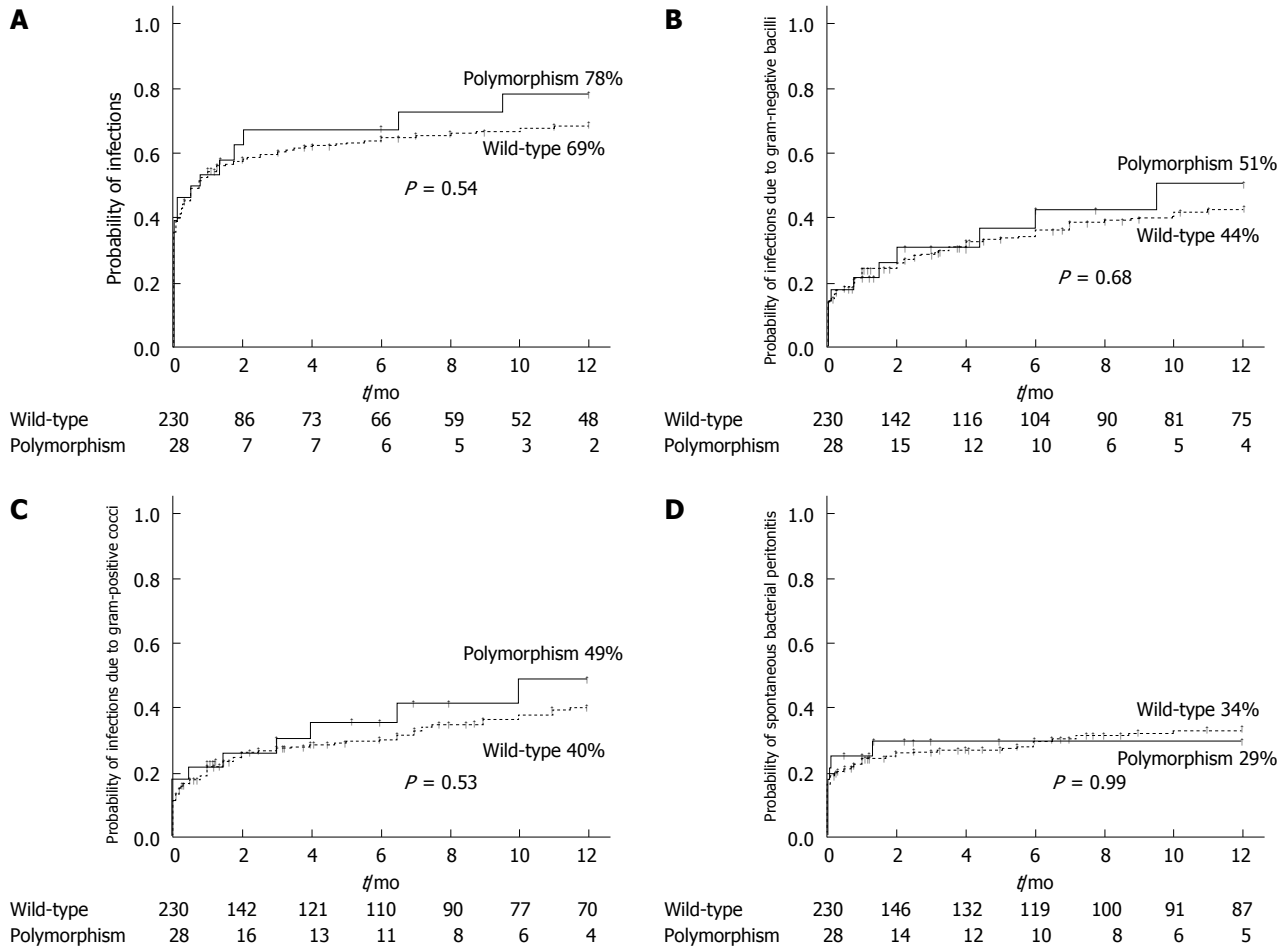 A
Probability of infections
1.0
0.8
0.6
0.4
0.2
0.0
Polymorphism 78%
Wild-type 69%
P = 0.54
0 2 4 6 8 10 12
t/mo
Wild-type 230 86 73 66 59 52 48
Polymorphism 28 7 7 6 5 3 2
B
Probability of infections due to gram-negative bacilli
1.0
0.8
0.6
0.4
0.2
0.0
Polymorphism 51%
Wild-type 44%
P = 0.68
0 2 4 6 8 10 12
t/mo
Wild-type 230 142 116 104 90 81 75
Polymorphism 28 15 12 10 6 5 4
C
Probability of infections due to gram-positive cocci
1.0
0.8
0.6
0.4
0.2
0.0
Polymorphism 49%
Wild-type 40%
P = 0.53
0 2 4 6 8 10 12
t/mo
Wild-type 230 142 121 110 90 77 70
Polymorphism 28 16 13 11 8 6 4
D
Probability of spontaneous bacterial peritonitis
1.0
0.8
0.6
0.4
0.2
0.0
Wild-type 34%
Polymorphism 29%
P = 0.99
0 2 4 6 8 10 12
t/mo
Wild-type 230 146 132 119 100 91 87
Polymorphism 28 14 12 10 8 6 5